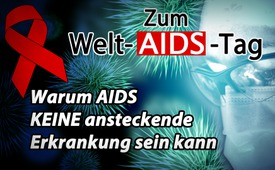 Zum
Welt-AIDS-Tag
Warum AIDS
KEINE ansteckende
Erkrankung sein kann